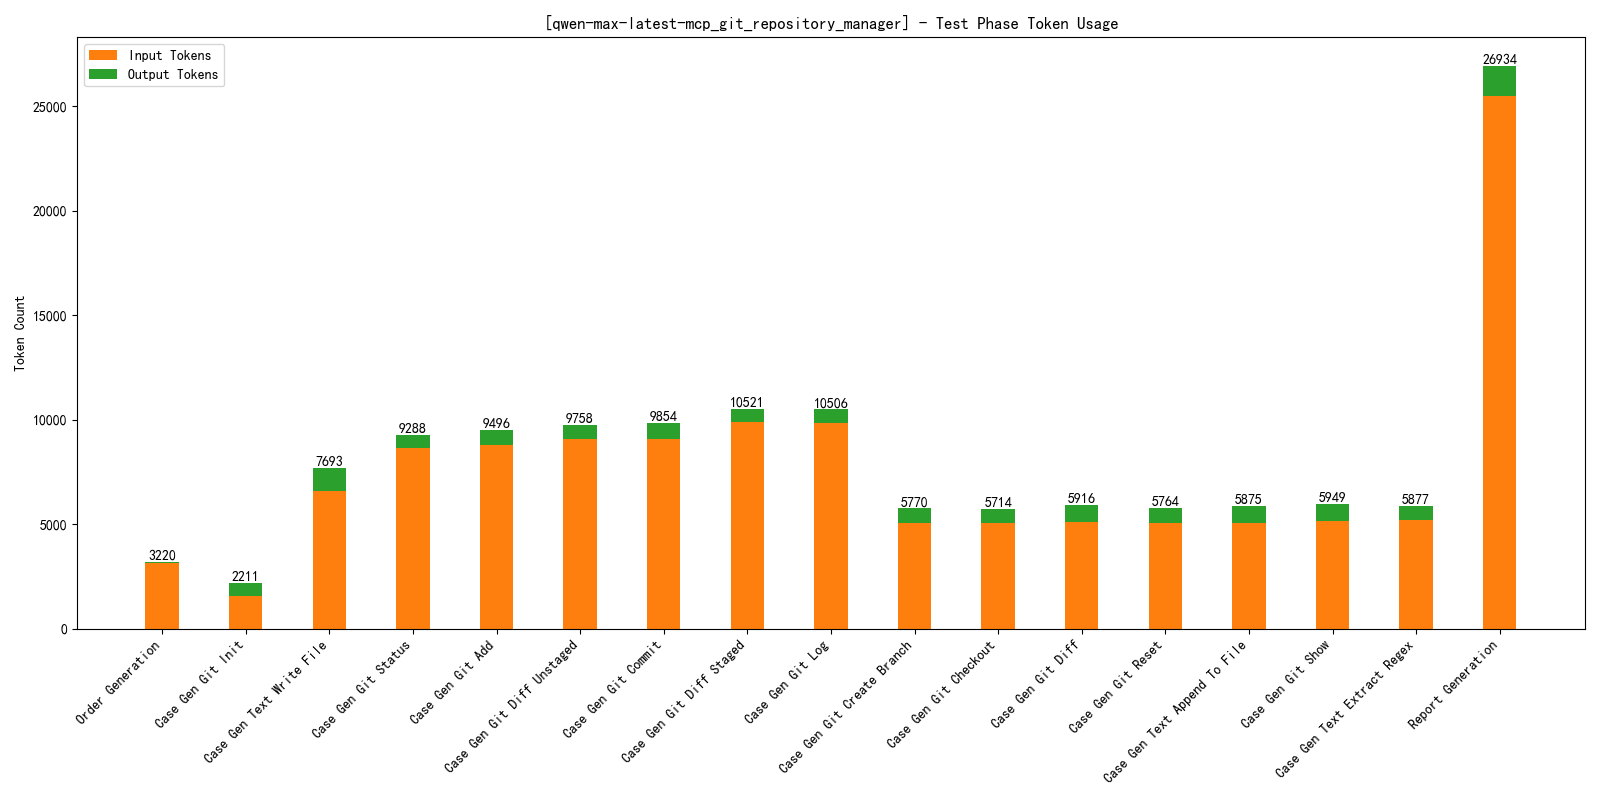 [qwen-max-latest-mcp_git_repository_manager] - Test Phase Token Usage
Input Tokens
Output Tokens
Token Count
25000
20000
15000
10000
5000
0
3220
2211
7693
9288
9496
9758
9854
10521
10506
5770
5714
5916
5764
5875
5949
5877
26934
Order Generation
Case Gen Git Init
Case Gen Text Write File
Case Gen Git Status
Case Gen Git Add
Case Gen Git Diff Unstaged
Case Gen Git Commit
Case Gen Git Diff Staged
Case Gen Git Log
Case Gen Git Create Branch
Case Gen Git Checkout
Case Gen Git Diff
Case Gen Git Reset
Case Gen Text Append To File
Case Gen Git Show
Case Gen Text Extract Regex
Report Generation